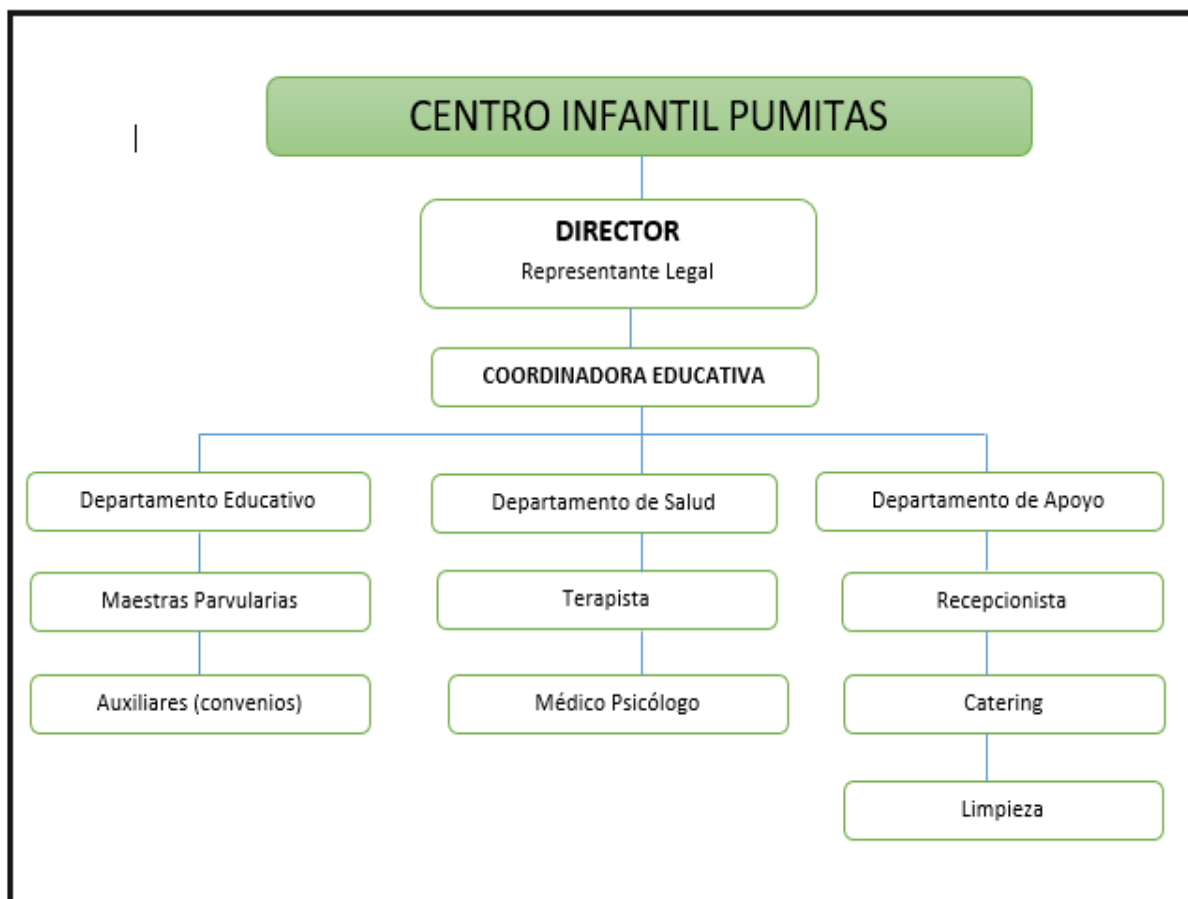 CENTRO INFANTIL PUMITAS
DIRECTOR
Representante Legal
COORDINADORA EDUCATIVA
Departamento Educativo
Departamento de Salud
Departamento de Apoyo
Maestras Parvularias
Terapista
Recepcionista
Auxiliares (convenios)
Médico Psicólogo
Catering
Limpieza